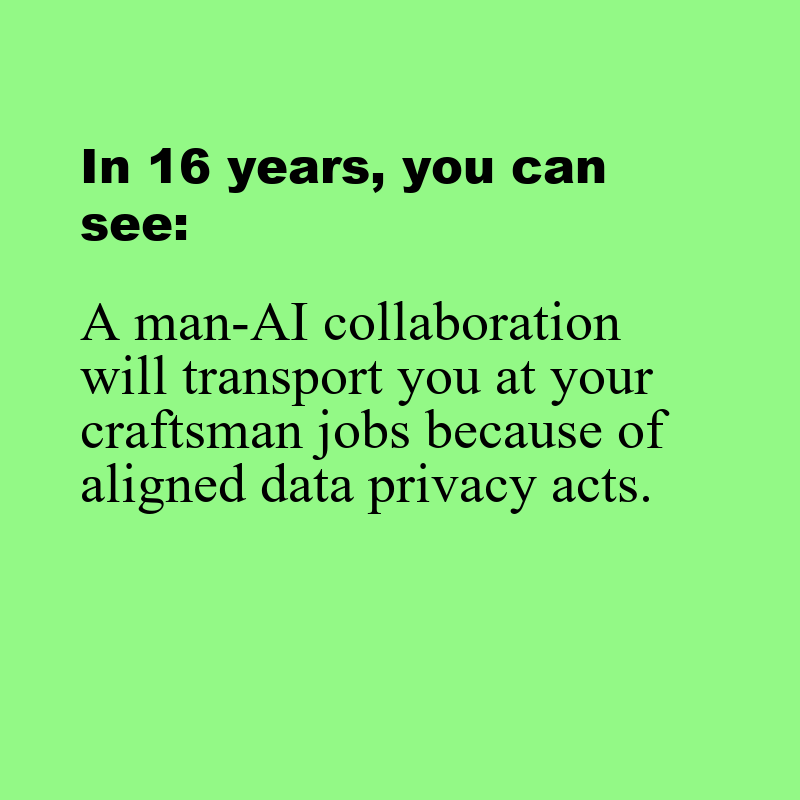 In 16 years, you can
see:
A man-AI collaboration
will transport you at your
craftsman jobs because of
aligned data privacy acts.